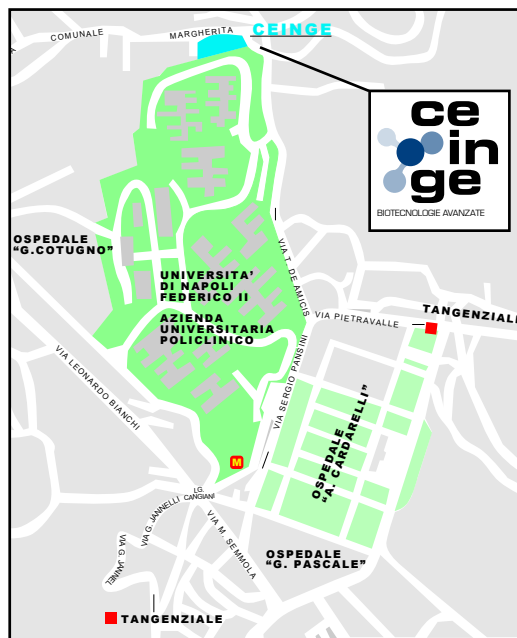 COMUNALE MARGHERITA
CEINGE
ce
in
ge
BIOTECNOLOGIE AVANZATE
OSPEDALE
"G.COTUGNO"
UNIVERSITA'
DI NAPOLI
FEDERICO II
AZIENDA
UNIVERSITARIA
POLICLINICO
VIA T. DE AMICIS
TANGENZIALE
VIA PIETRAVALLE
VIA SERGIO PANSINI
VIA LEONARDO BIANCHI
OSPEDALE
"A. CARDARELLI"
M
LG.
CANGIANI
VIA G. JANNELLI
VIA M. SEMMOLA
VIA G. JANNEL
OSPEDALE
"G. PASCALE"
TANGENZIALE